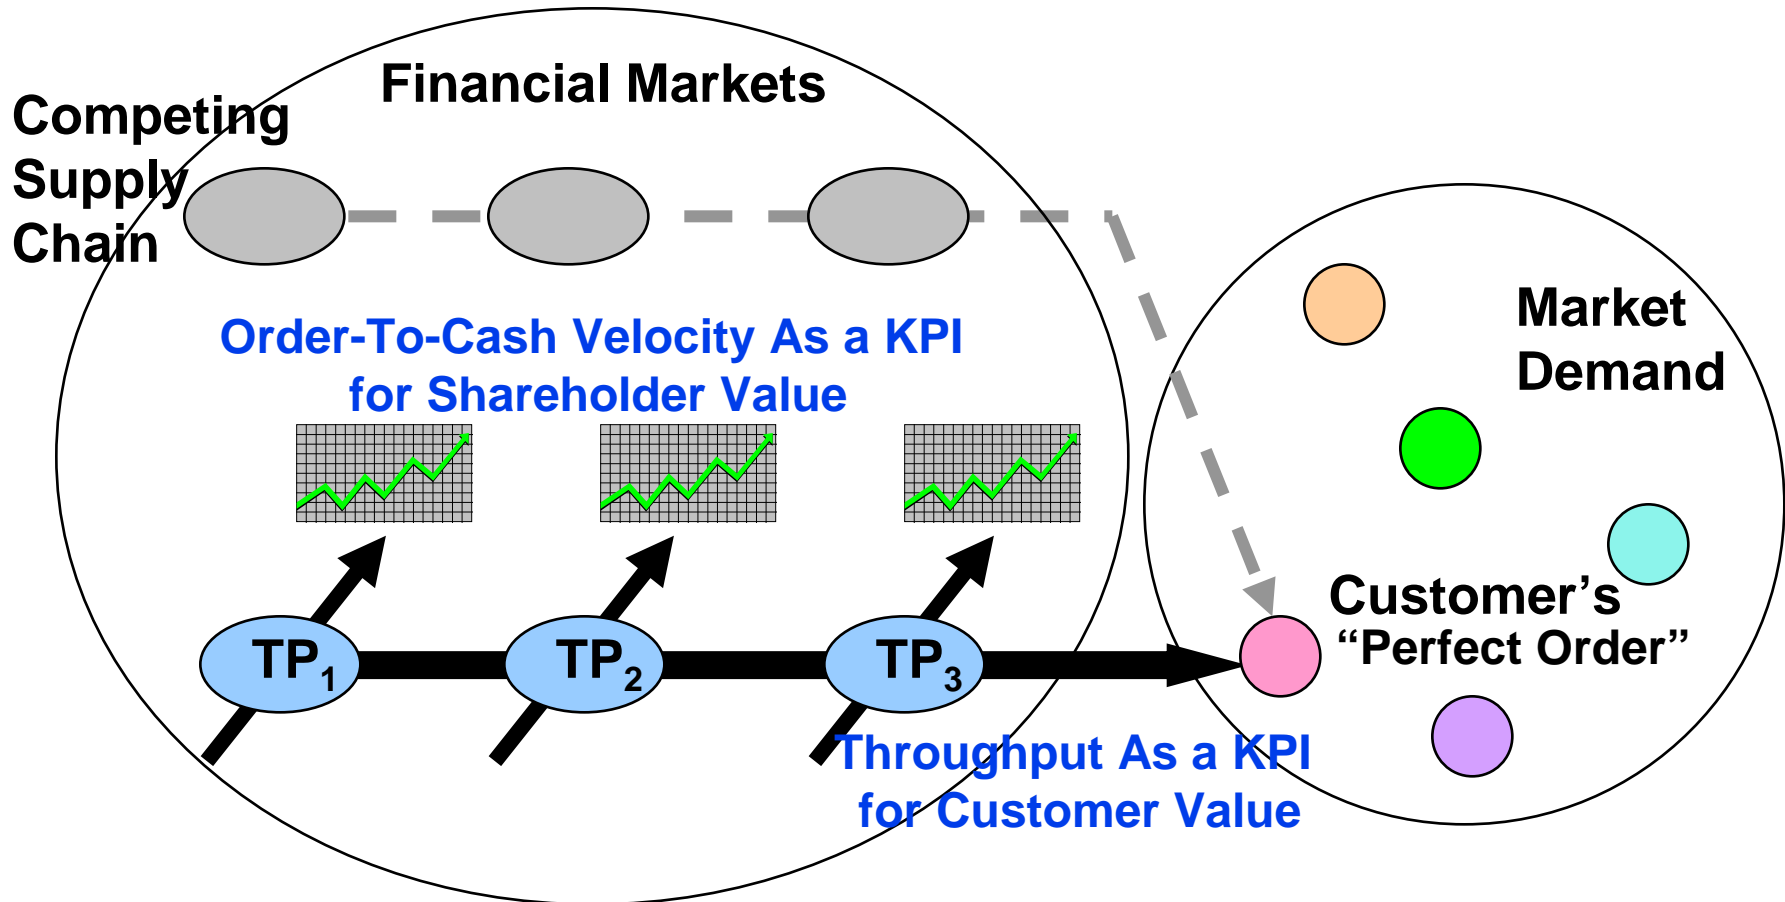 Financial Markets
Competing
Supply
Chain
Order-To-Cash Velocity As a KPI
for Shareholder Value
Market
Demand
Customer’s
“Perfect Order”
TP₁
TP₂
TP₃
Throughput As a KPI
for Customer Value